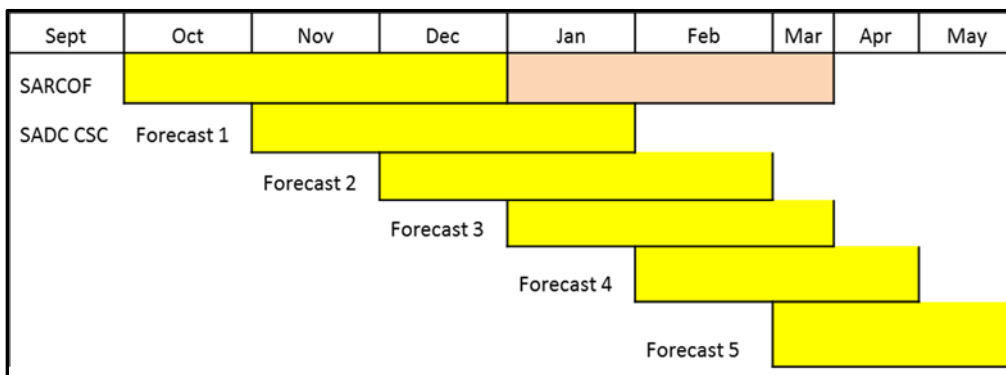 Sept Oct Nov Dec Jan Feb Mar Apr May
SARCOF
SADC CSC Forecast 1
Forecast 2
Forecast 3
Forecast 4
Forecast 5